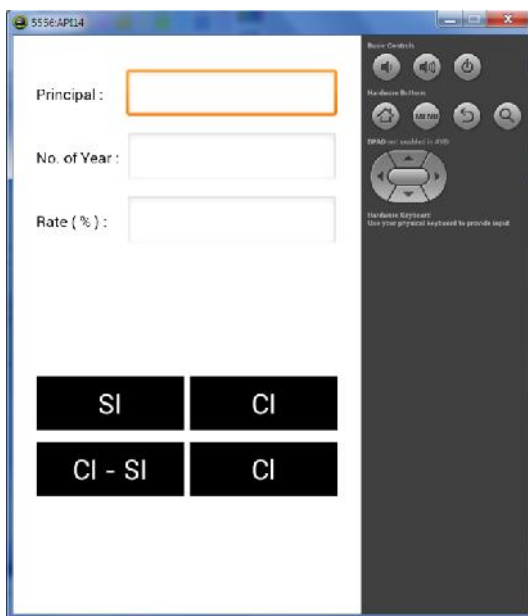 5556:API14
Basic Controls
Hardware Buttons
MENU
DPAD not enabled in AVD
Hardware Keyboard
Use your physical keyboard to provide input
Principal :
No. of Year :
Rate ( % ) :
SI
CI
CI - SI
CI